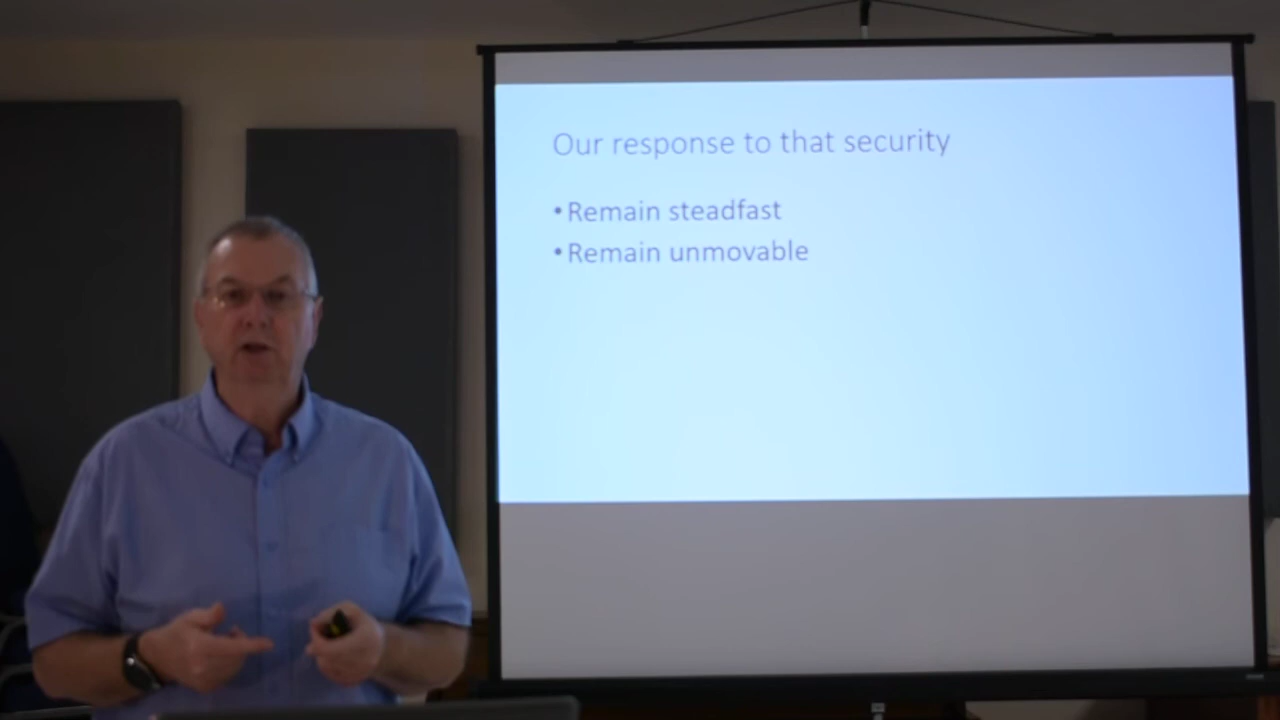 Our response to that security
•Remain steadfast
•Remain unmovable